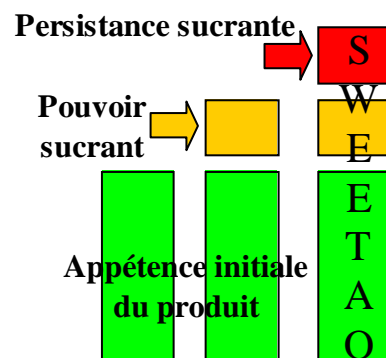 Persistance sucrante
Pouvoir
sucrant
Appétence initiale
du produit
S
W
E
E
T
A
O